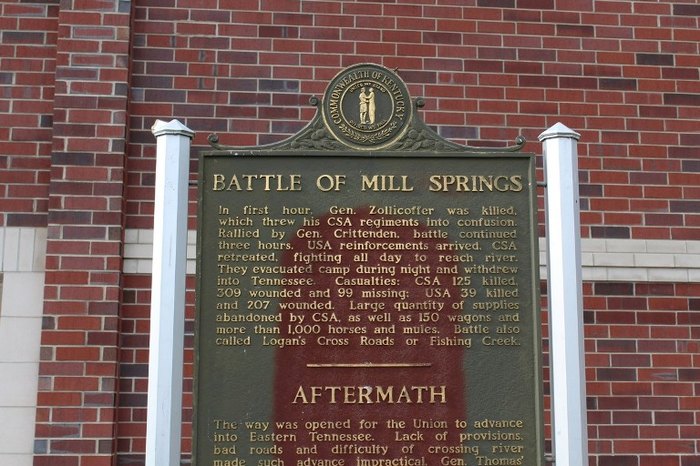 COMMONWEALTH OF KENTUCKY
BATTLE OF MILL SPRINGS
In first hour, Gen. Zollicoffer was killed,
which threw his CSA regiments into confusion.
Rallied by Gen. Crittenden, battle continued
three hours. USA reinforcements arrived. CSA
retreated, fighting all day to reach river.
They evacuated camp during night and withdrew
into Tennessee. Casualties: CSA 125 killed,
309 wounded and 99 missing; USA 39 killed
and 207 wounded. Large quantity of supplies
abandoned by CSA, as well as 150 wagons and
more than 1,000 horses and mules. Battle also
called Logan's Cross Roads or Fishing Creek.
AFTERMATH
The way was opened for the Union to advance
into Eastern Tennessee. Lack of provisions,
bad roads and difficulty of crossing river
made such advance impractical. Gen. Thomas'